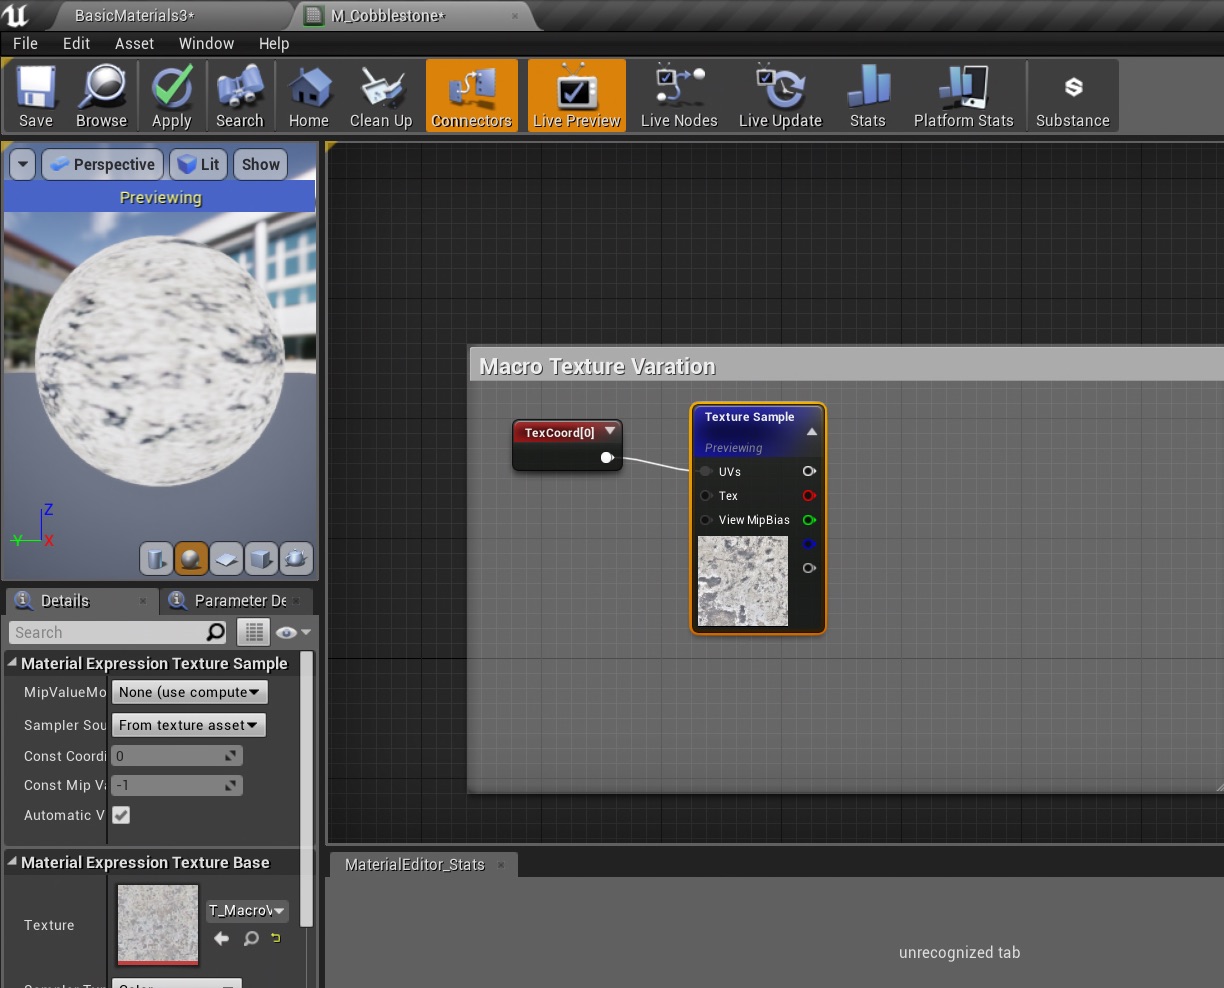 BasicMaterials3*
M_Cobblestone*
File Edit Asset Window Help
Save Browse Apply Search Home Clean Up Connectors Live Preview Live Nodes Live Update Stats Platform Stats Substance
Perspective Lit Show
Previewing
Z
Y X
Macro Texture Varation
TexCoord[0]
Texture Sample
Previewing
UVs
Tex
View MipBias
Details
Parameter De
Search
Material Expression Texture Sample
MipValueMo None (use compute
Sampler Sou From texture asset
Const Coordi 0
Const Mip Va -1
Automatic V
Material Expression Texture Base
Texture
T_MacroV
MaterialEditor_Stats
unrecognized tab